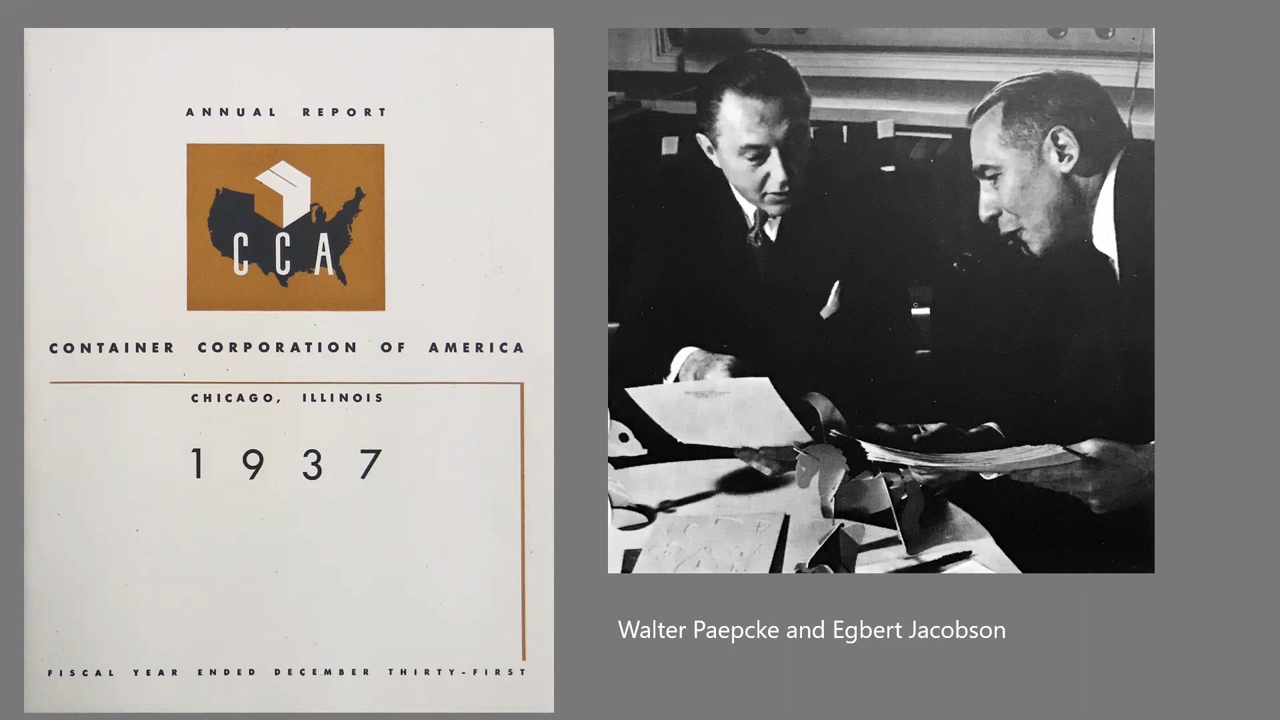 ANNUAL REPORT
CCA
CONTAINER CORPORATION OF AMERICA
CHICAGO, ILLINOIS
1937
FISCAL YEAR ENDED DECEMBER THIRTY-FIRST
Walter Paepcke and Egbert Jacobson